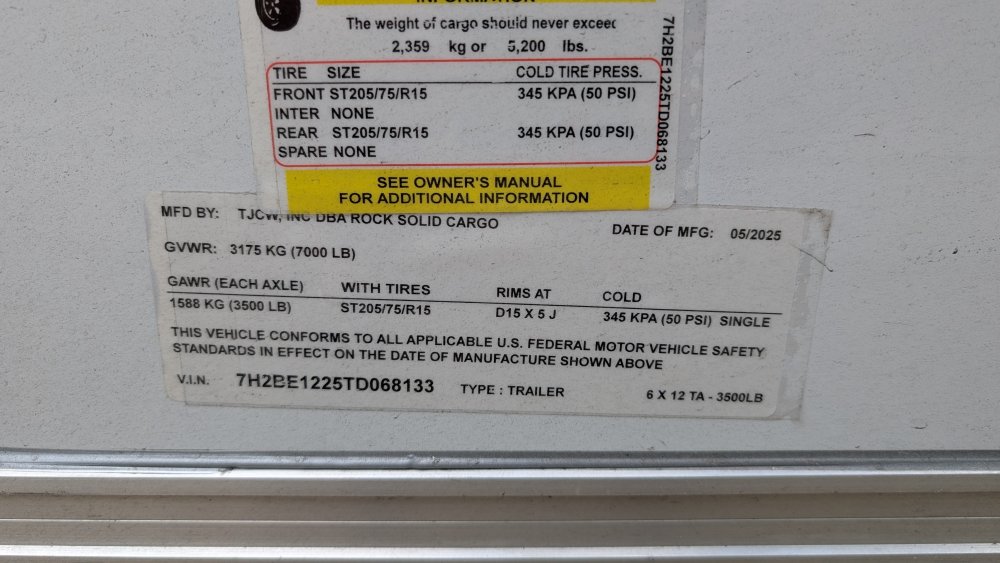 INFORMATION
The weight of cargo should never exceed
2,359 kg or 5,200 lbs.
TIRE SIZE COLD TIRE PRESS.
FRONT ST205/75/R15 345 KPA (50 PSI)
INTER NONE
REAR ST205/75/R15 345 KPA (50 PSI)
SPARE NONE
SEE OWNER'S MANUAL
FOR ADDITIONAL INFORMATION
7H2BE1225TD068133
MFD BY: TJCW, INC DBA ROCK SOLID CARGO DATE OF MFG: 05/2025
GVWR: 3175 KG (7000 LB)
GAWR (EACH AXLE) WITH TIRES RIMS AT COLD
1588 KG (3500 LB) ST205/75/R15 D15 X 5 J 345 KPA (50 PSI) SINGLE
THIS VEHICLE CONFORMS TO ALL APPLICABLE U.S. FEDERAL MOTOR VEHICLE SAFETY
STANDARDS IN EFFECT ON THE DATE OF MANUFACTURE SHOWN ABOVE
V.I.N. 7H2BE1225TD068133 TYPE : TRAILER 6 X 12 TA - 3500LB